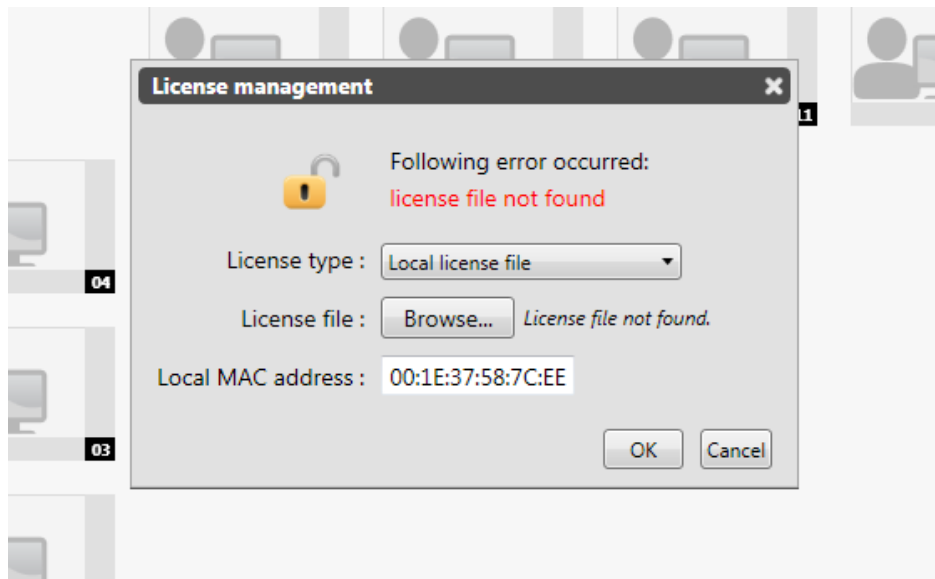 License management
11
Following error occurred:
license file not found
License type : Local license file
04
License file : Browse... License file not found.
Local MAC address : 00:1E:37:58:7C:EE
OK Cancel
03